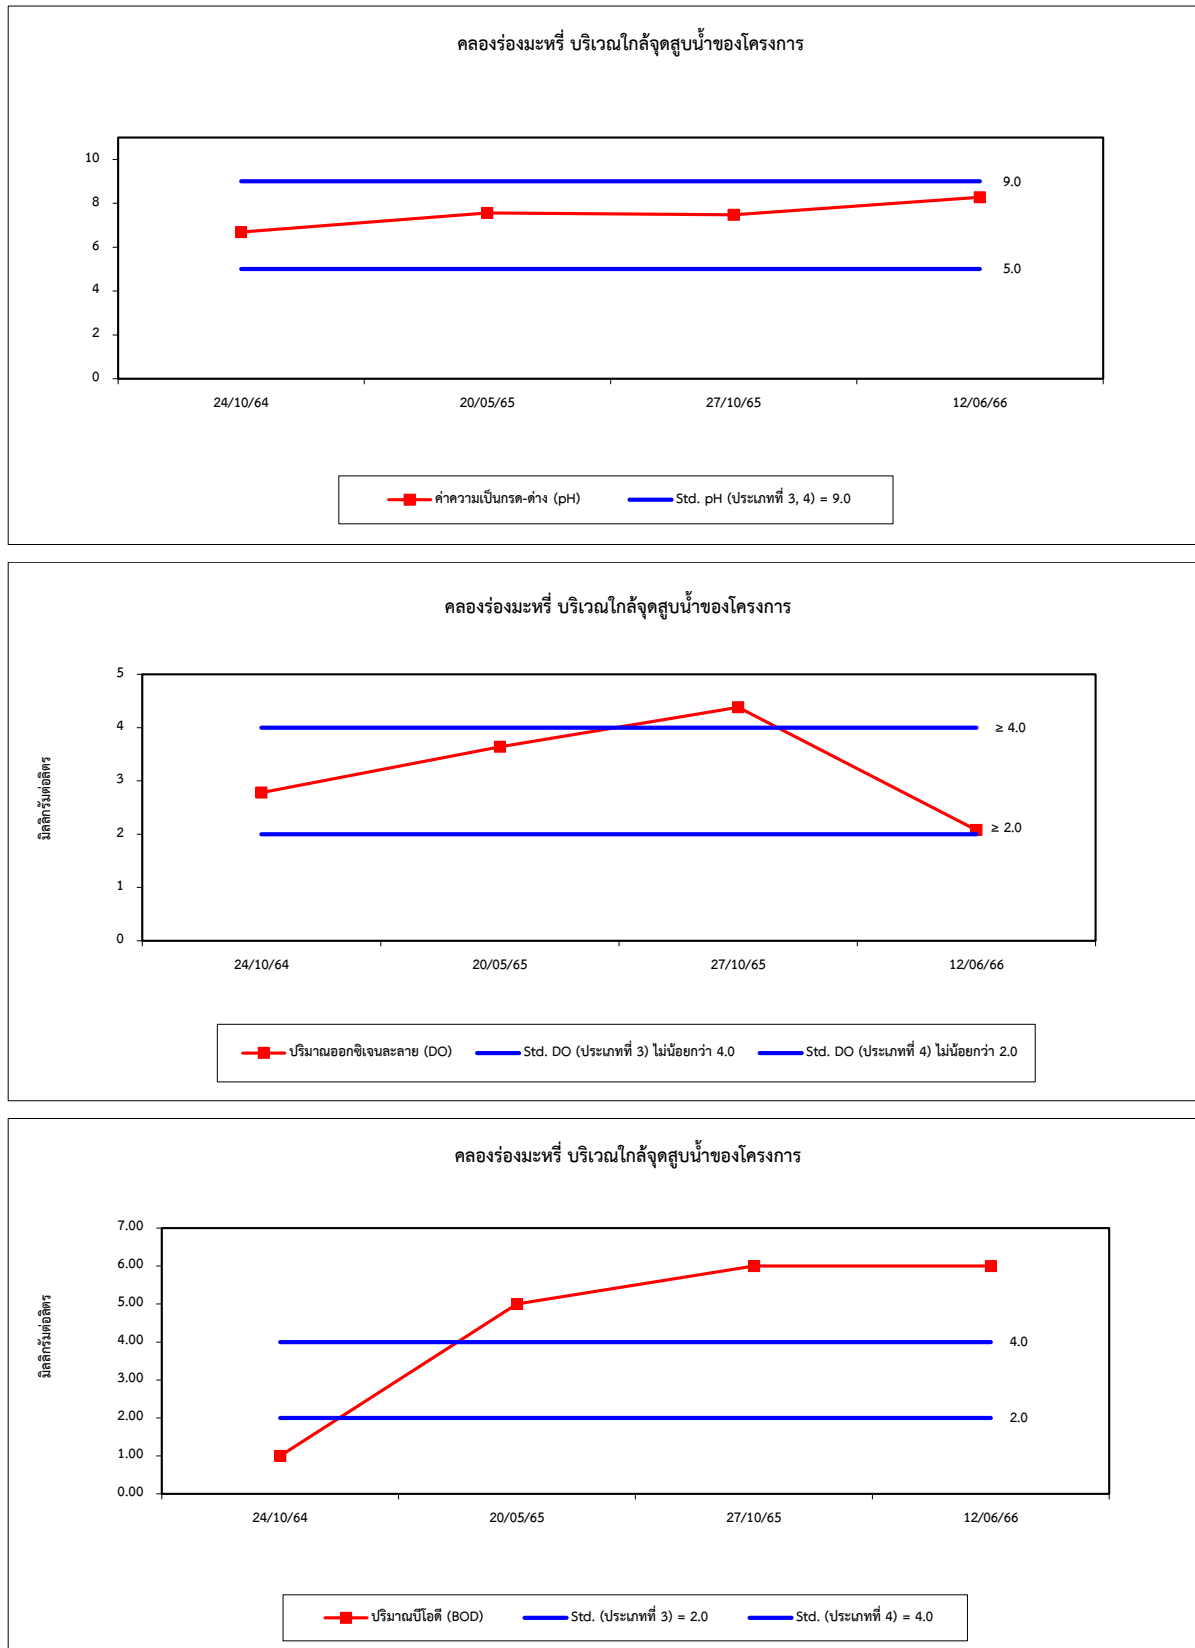 คลองร่องมะหรี่ บริเวณใกล้จุดสูบน้ำของโครงการ
10
8
6
4
2
0
9.0
5.0
24/10/64 20/05/65 27/10/65 12/06/66
ค่าความเป็นกรด-ด่าง (pH) Std. pH (ประเภทที่ 3, 4) = 9.0
คลองร่องมะหรี่ บริเวณใกล้จุดสูบน้ำของโครงการ
มิลลิกรัมต่อลิตร
5
4
3
2
1
0
≥ 4.0
≥ 2.0
24/10/64 20/05/65 27/10/65 12/06/66
ปริมาณออกซิเจนละลาย (DO) Std. DO (ประเภทที่ 3) ไม่น้อยกว่า 4.0 Std. DO (ประเภทที่ 4) ไม่น้อยกว่า 2.0
คลองร่องมะหรี่ บริเวณใกล้จุดสูบน้ำของโครงการ
มิลลิกรัมต่อลิตร
7.00
6.00
5.00
4.00
3.00
2.00
1.00
0.00
4.0
2.0
24/10/64 20/05/65 27/10/65 12/06/66
ปริมาณบีโอดี (BOD) Std. (ประเภทที่ 3) = 2.0 Std. (ประเภทที่ 4) = 4.0